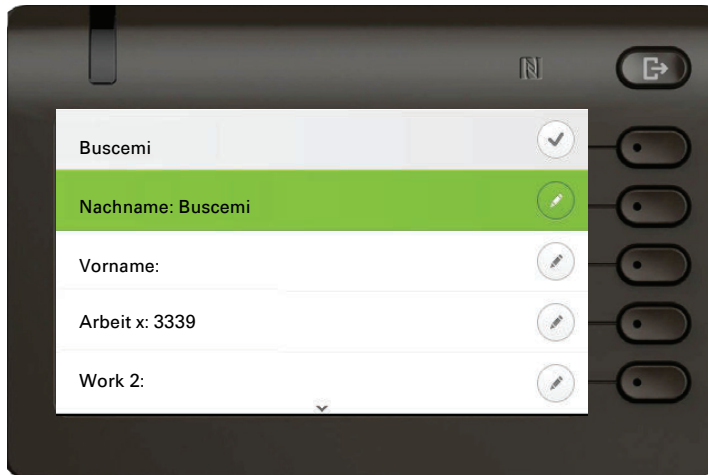 Buscemi
Nachname: Buscemi
Vorname:
Arbeit x: 3339
Work 2: